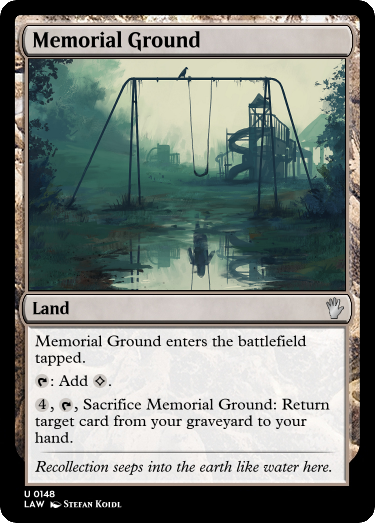 Memorial Ground
Land
Memorial Ground enters the battlefield
tapped.
: Add .
4, , Sacrifice Memorial Ground: Return
target card from your graveyard to your
hand.
Recollection seeps into the earth like water here.
U 0148
LAW Stefan Koidl